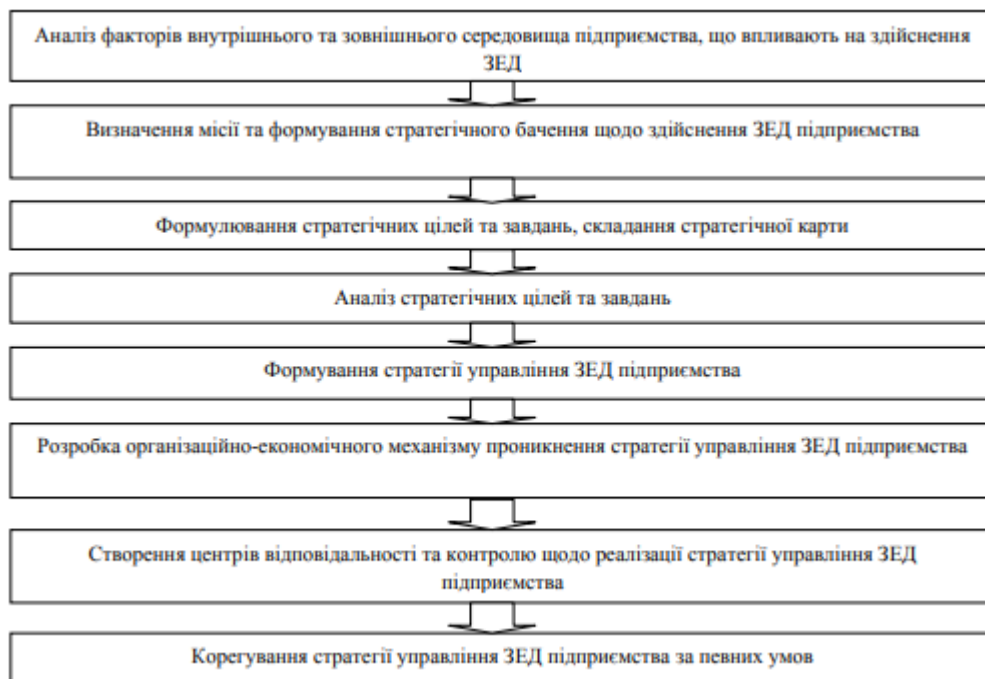 Аналіз факторів внутрішнього та зовнішнього середовища підприємства, що впливають на здійснення
ЗЕД
Визначення місії та формування стратегічного бачення щодо здійснення ЗЕД підприємства
Формулювання стратегічних цілей та завдань, складання стратегічної карти
Аналіз стратегічних цілей та завдань
Формування стратегії управління ЗЕД підприємства
Розробка організаційно-економічного механізму проникнення стратегії управління ЗЕД підприємства
Створення центрів відповідальності та контролю щодо реалізації стратегії управління ЗЕД
підприємства
Корегування стратегії управління ЗЕД підприємства за певних умов